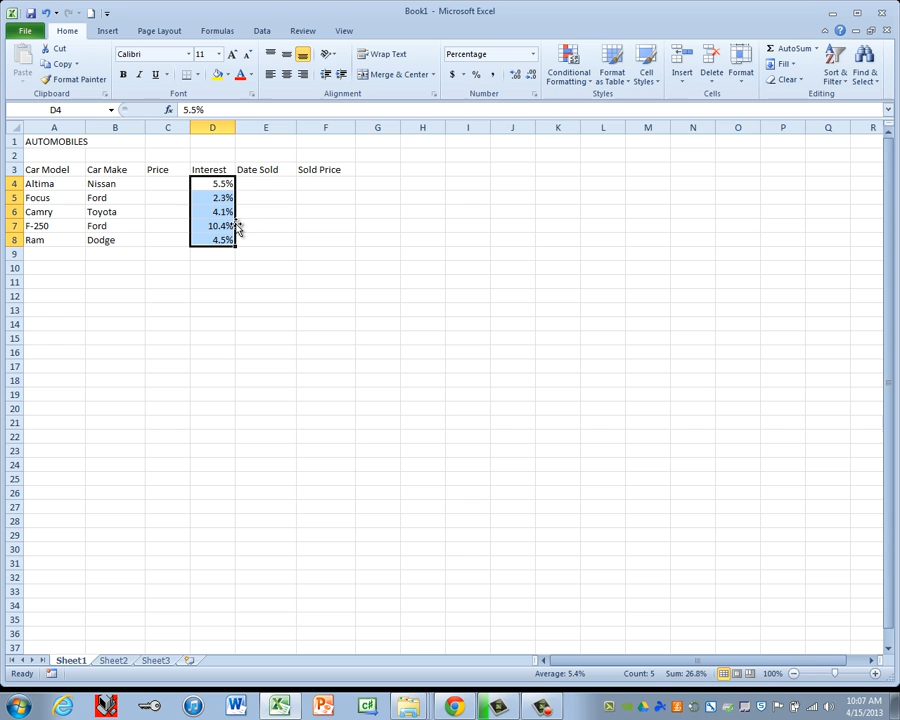 Book1 - Microsoft Excel
File Home Insert Page Layout Formulas Data Review View
Paste Cut Copy Format Painter Clipboard
Calibri 11 A A B I U A Font
Wrap Text Merge & Center Alignment
Percentage $ % , .0 .00 .00 .0 Number
Conditional Formatting Format as Table Cell Styles Styles
Insert Delete Format Cells
Σ AutoSum Fill Clear Sort & Filter Find & Select Editing
D4 fx 5.5%
A B C D E F G H I J K L M N O P Q R
1 AUTOMOBILES
2
3 Car Model Car Make Price Interest Date Sold Sold Price
4 Altima Nissan 5.5%
5 Focus Ford 2.3%
6 Camry Toyota 4.1%
7 F-250 Ford 10.4%
8 Ram Dodge 4.5%
9
10
11
12
13
14
15
16
17
18
19
20
21
22
23
24
25
26
27
28
29
30
31
32
33
34
35
36
37
Sheet1 Sheet2 Sheet3
Ready Average: 5.4% Count: 5 Sum: 26.8% 100%
10:07 AM
4/15/2013